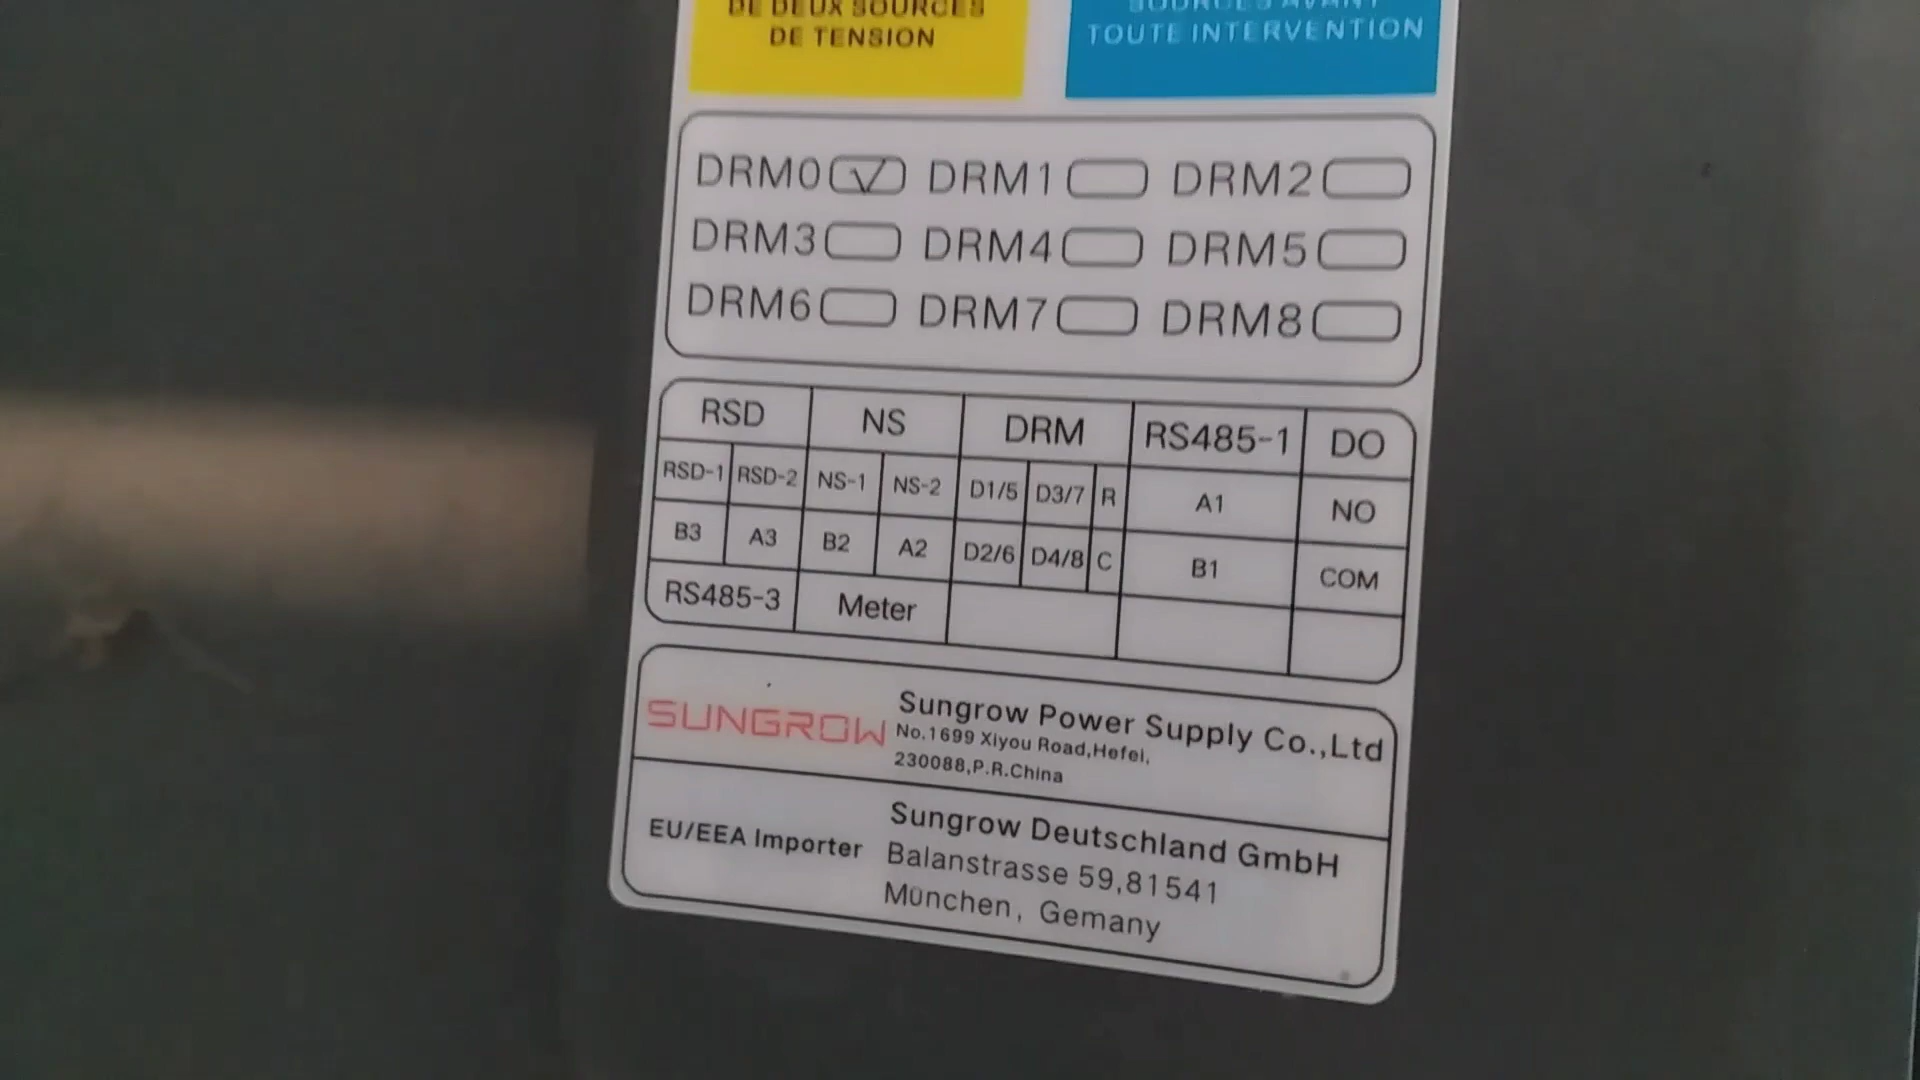 DE DEUX SOURCES
DE TENSION
SOURCES AVANT
TOUTE INTERVENTION
DRM0 ✓ DRM1 DRM2
DRM3 DRM4 DRM5
DRM6 DRM7 DRM8
RSD NS DRM RS485-1 DO
RSD-1 RSD-2 NS-1 NS-2 D1/5 D3/7 R A1 NO
B3 A3 B2 A2 D2/6 D4/8 C B1 COM
RS485-3 Meter
SUNGROW
Sungrow Power Supply Co.,Ltd
No.1699 Xiyou Road,Hefei,
230088,P.R.China
EU/EEA Importer
Sungrow Deutschland GmbH
Balanstrasse 59,81541
München, Gemany